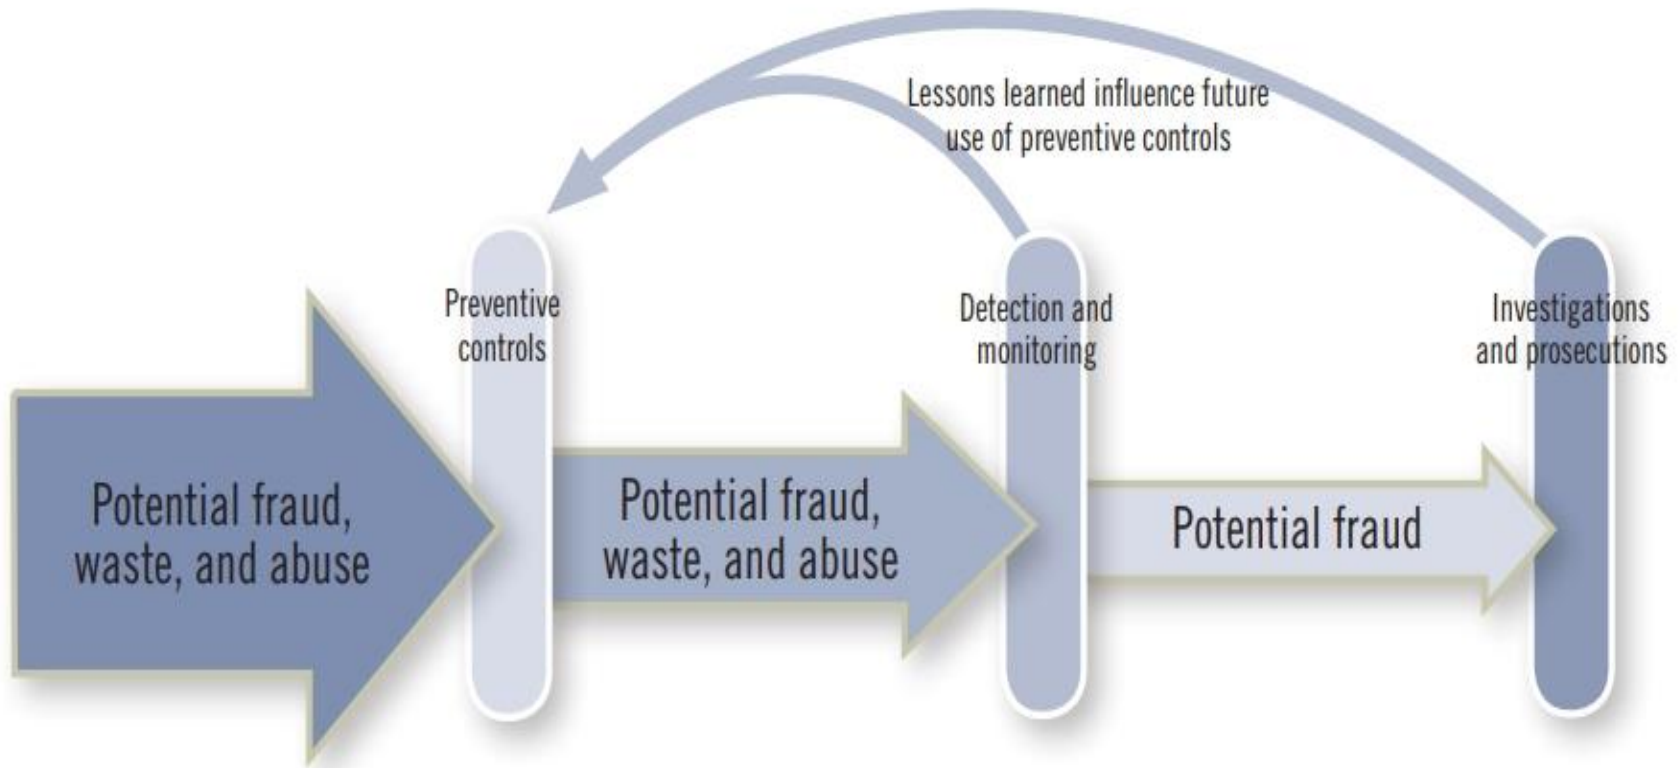 Lessons learned influence future
use of preventive controls
Preventive
controls
Detection and
monitoring
Investigations
and prosecutions
Potential fraud,
waste, and abuse
Potential fraud,
waste, and abuse
Potential fraud